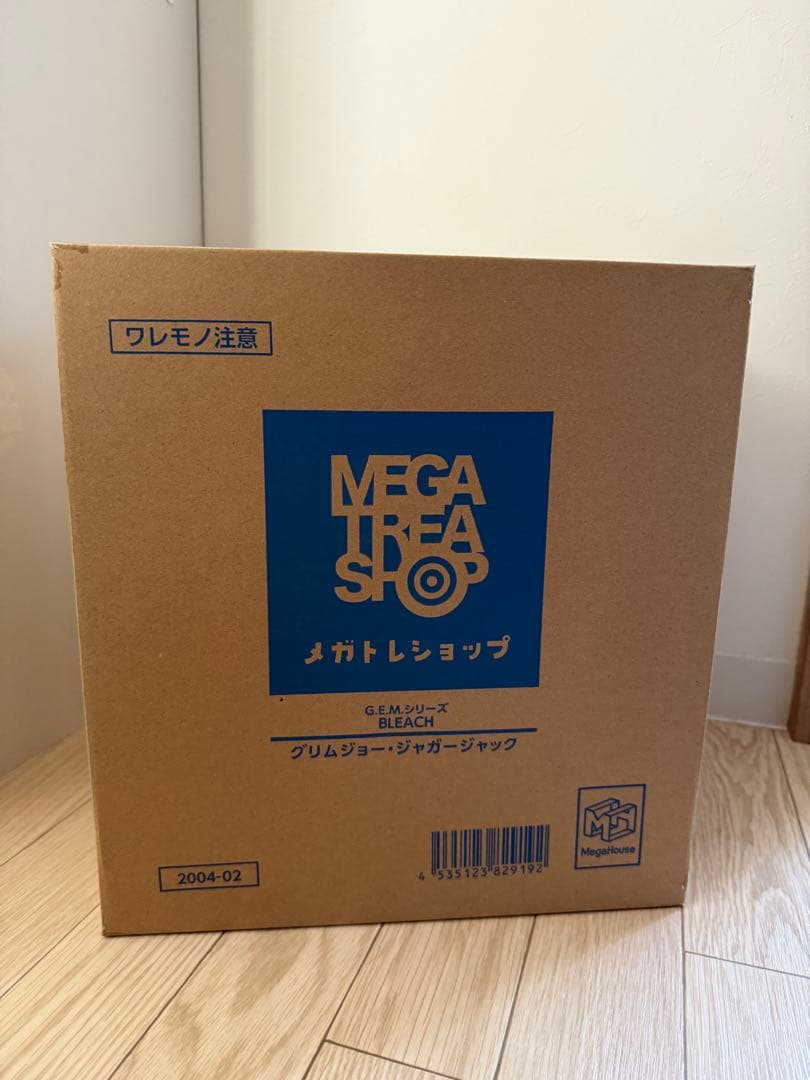 ワレモノ注意
MEGA
TREA
SHOP
メガトレショップ
G.E.M.シリーズ
BLEACH
グリムジョー・ジャガージャック
2004-02
4 535123 829192
MegaHouse